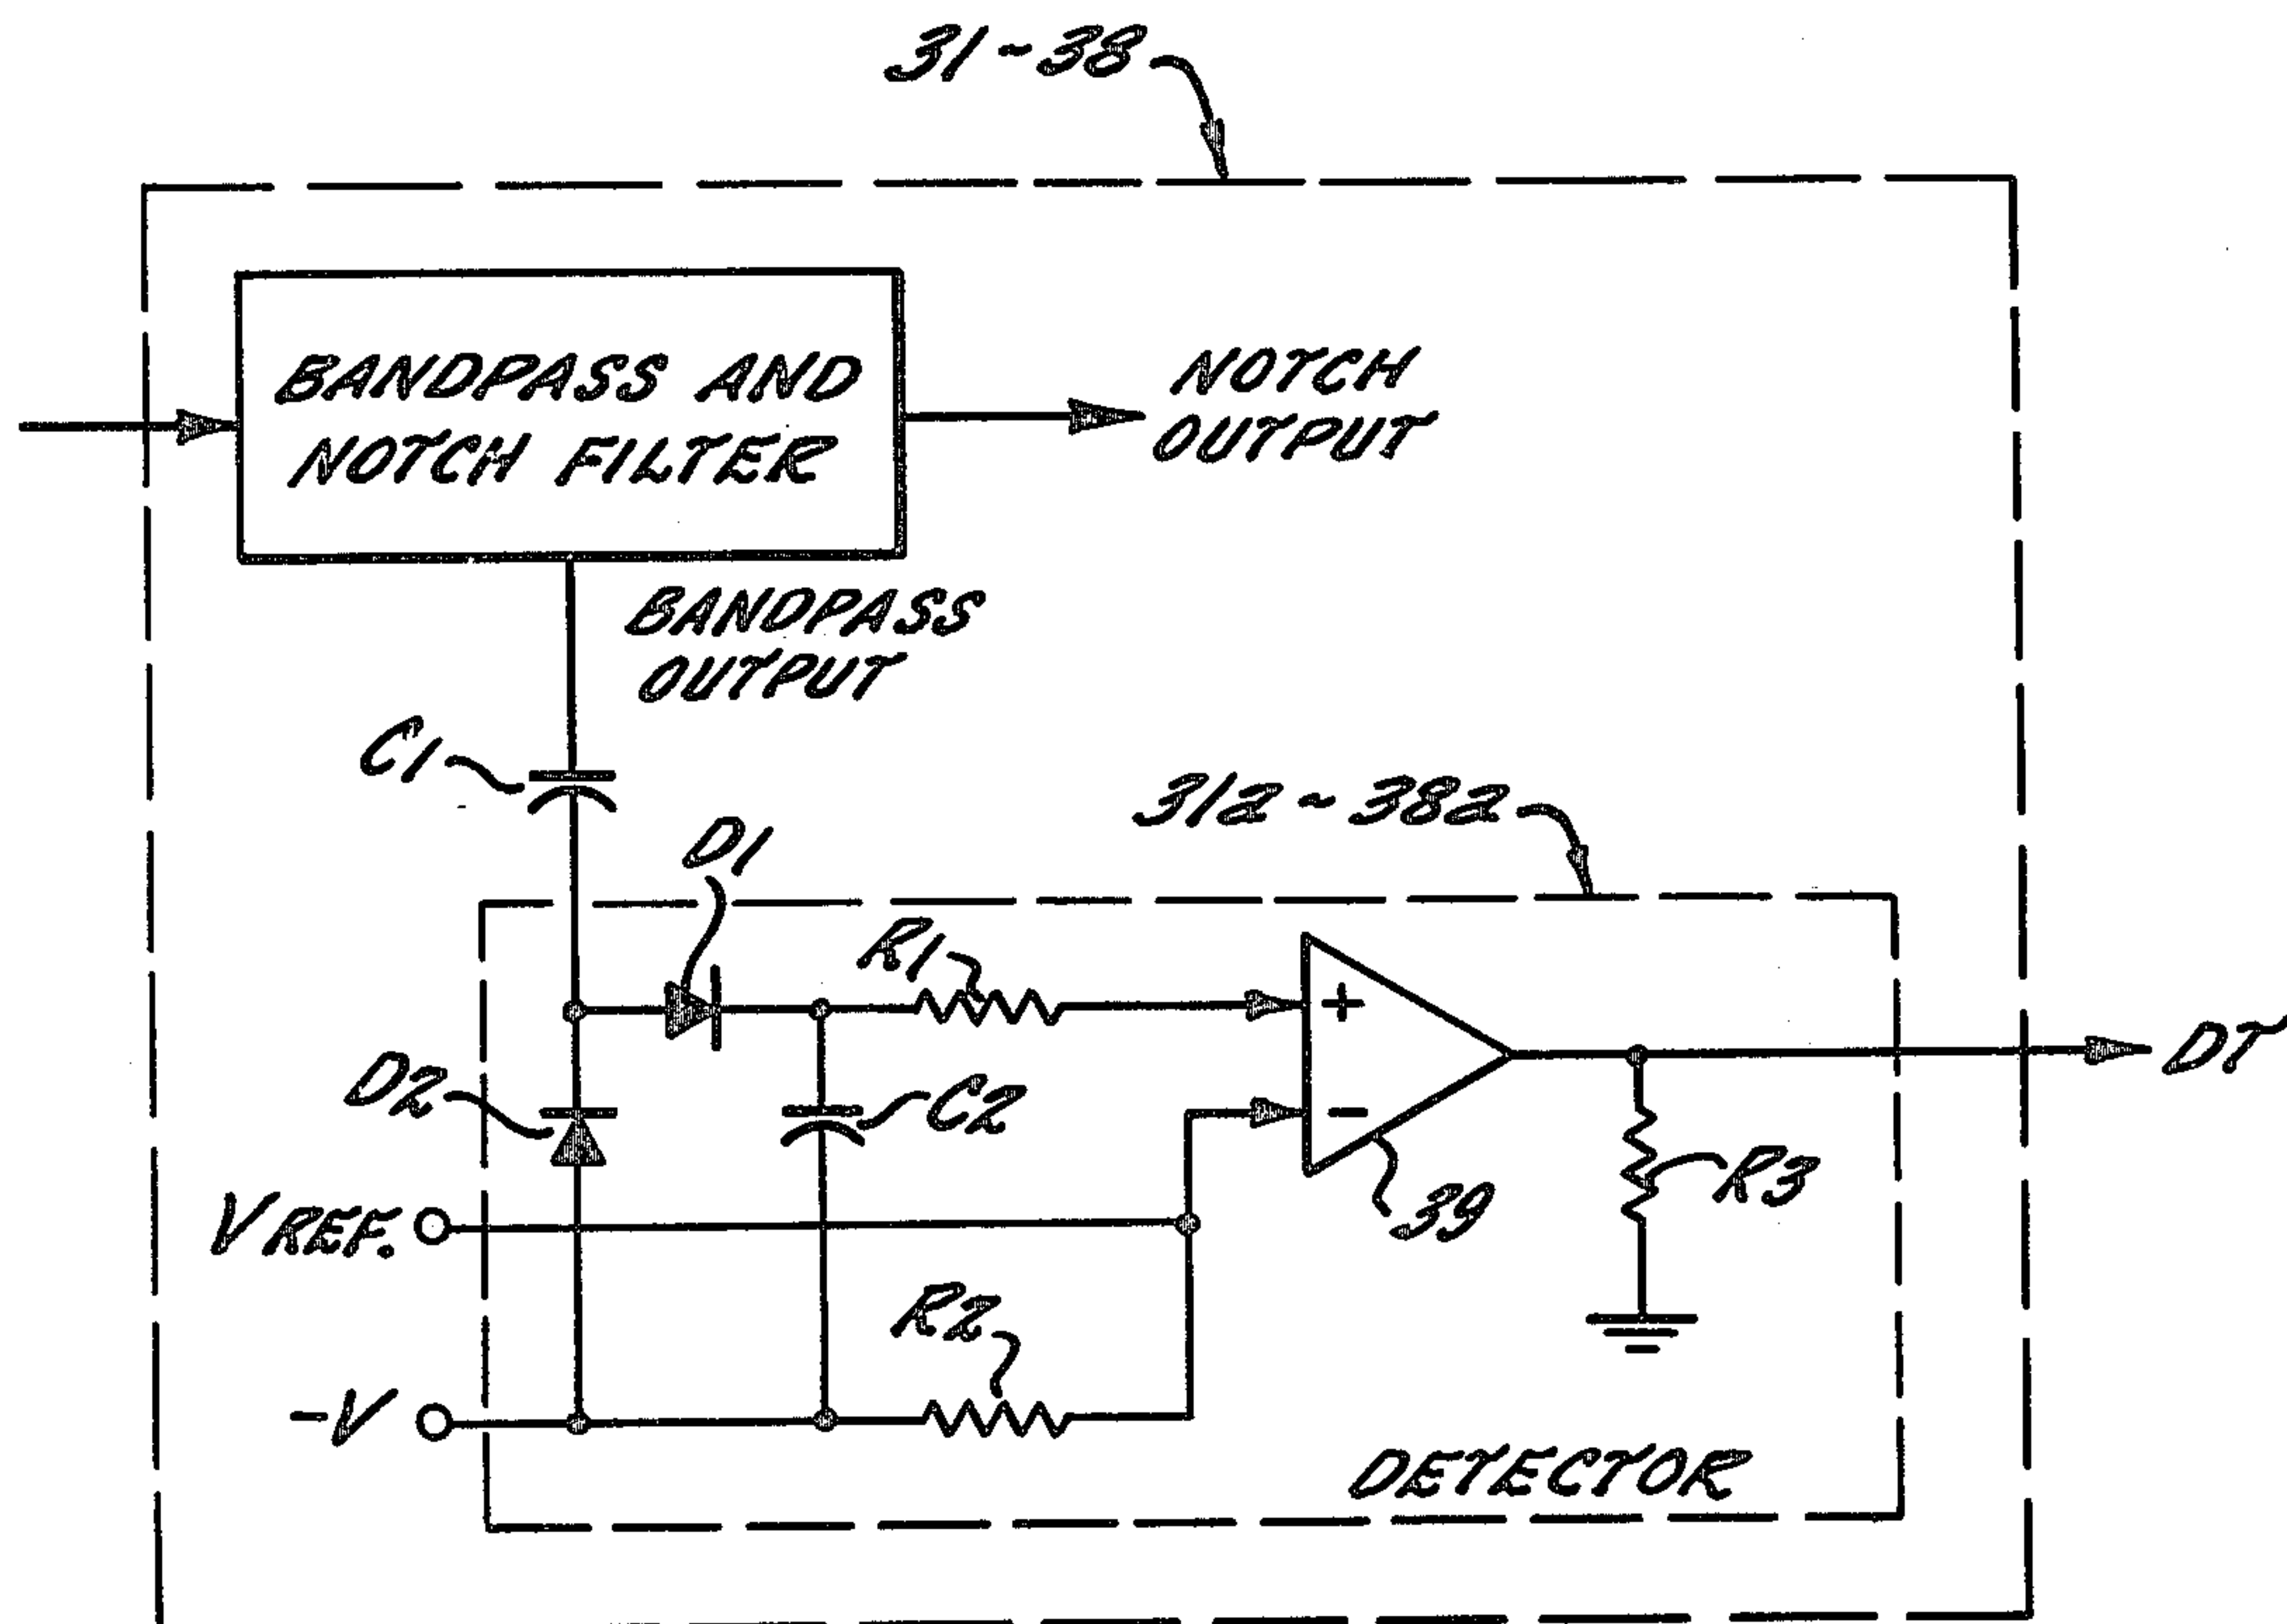 31~38
BANDPASS AND
NOTCH FILTER
NOTCH
OUTPUT
BANDPASS
OUTPUT
C1
312~382
D1
R1
+
DT
D2
C2
-
R3
39
V REF.
R2
-V
DETECTOR